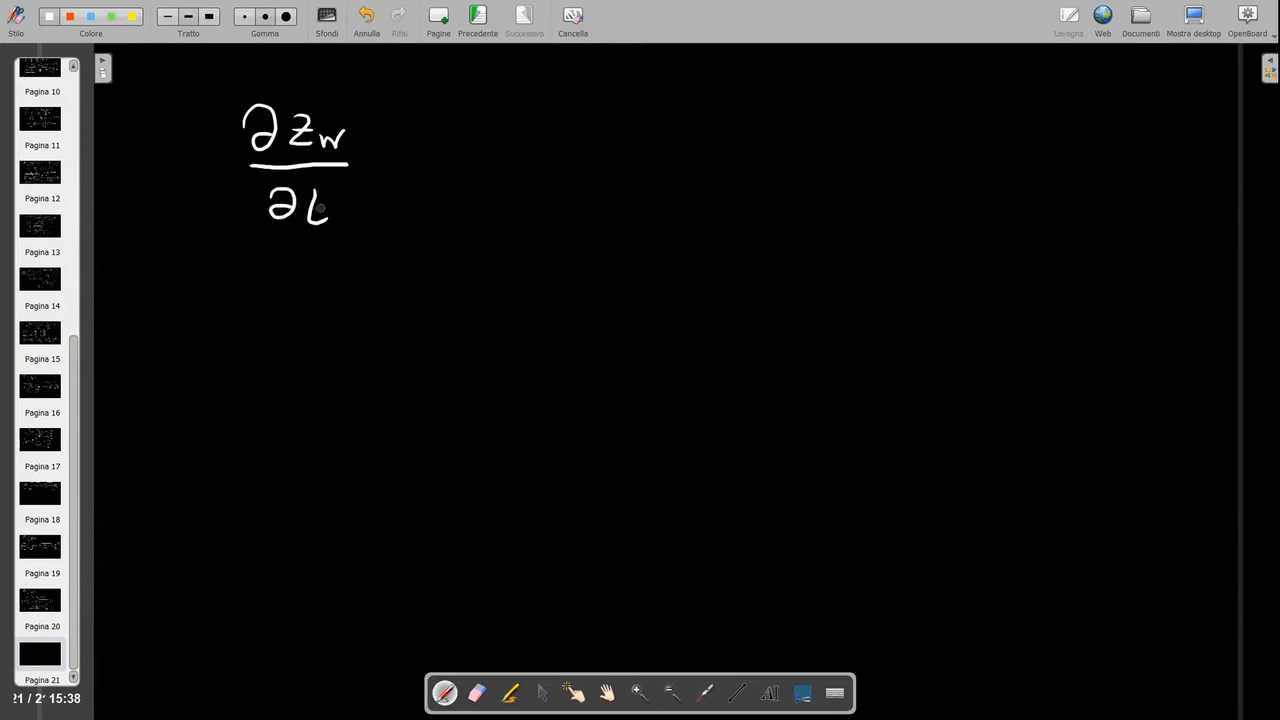 Stilo Colore Tratto Gomma Sfondi Annulla Rifai Pagine Precedente Successivo Cancella Lavagna Web Documenti Mostra desktop OpenBoard
Pagina 10
Pagina 11
Pagina 12
Pagina 13
Pagina 14
Pagina 15
Pagina 16
Pagina 17
Pagina 18
Pagina 19
Pagina 20
Pagina 21
15:38
∂z_w
∂